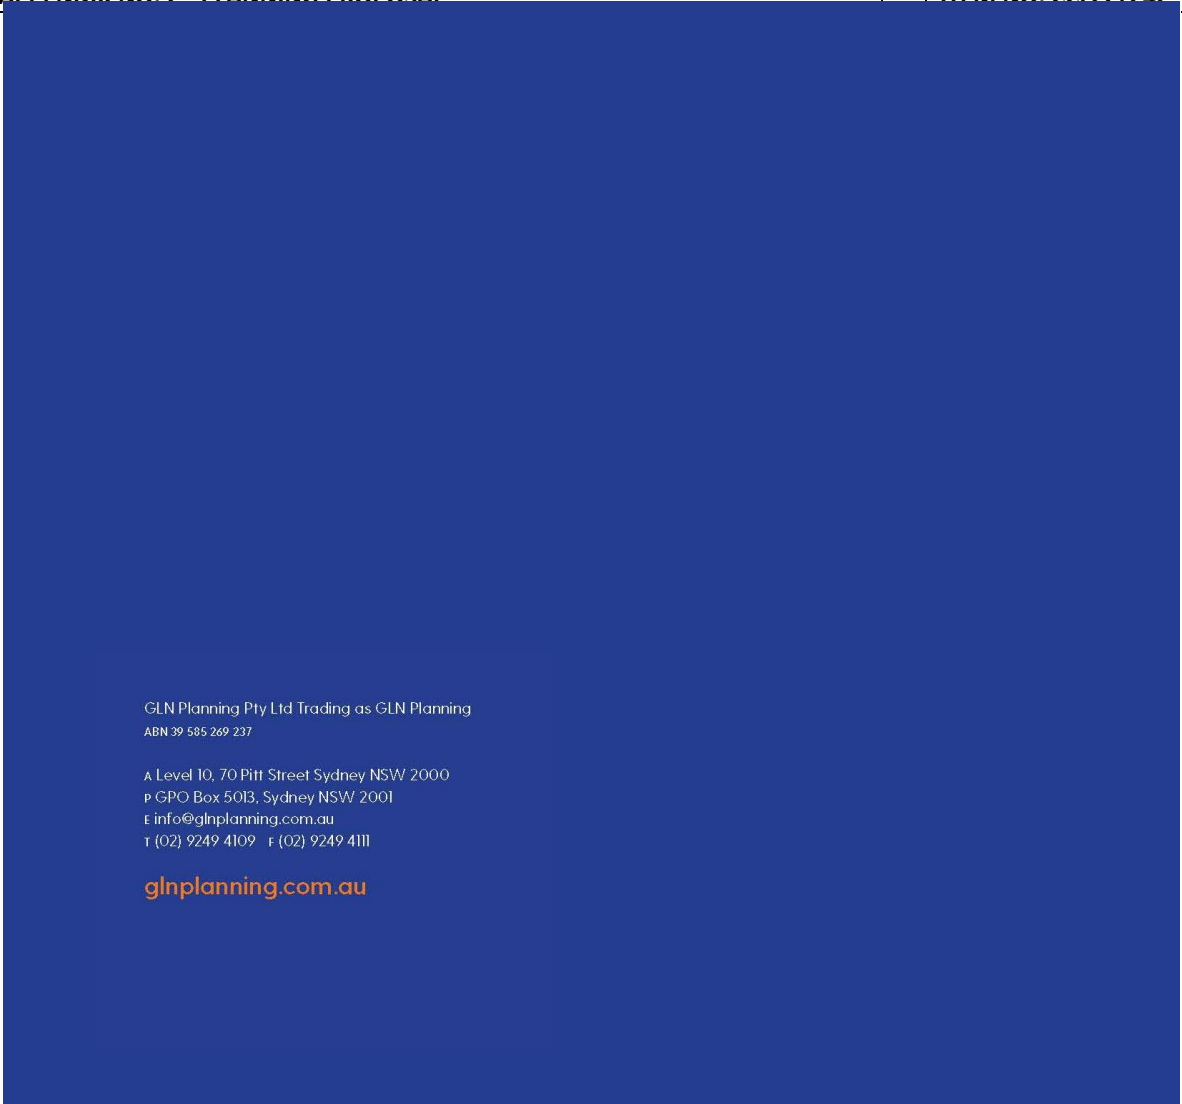 GLN Planning Pty Ltd Trading as GLN Planning
ABN 39 585 269 237
A Level 10, 70 Pitt Street Sydney NSW 2000
P GPO Box 5013, Sydney NSW 2001
E info@glnplanning.com.au
T (02) 9249 4109 F (02) 9249 4111
glnplanning.com.au